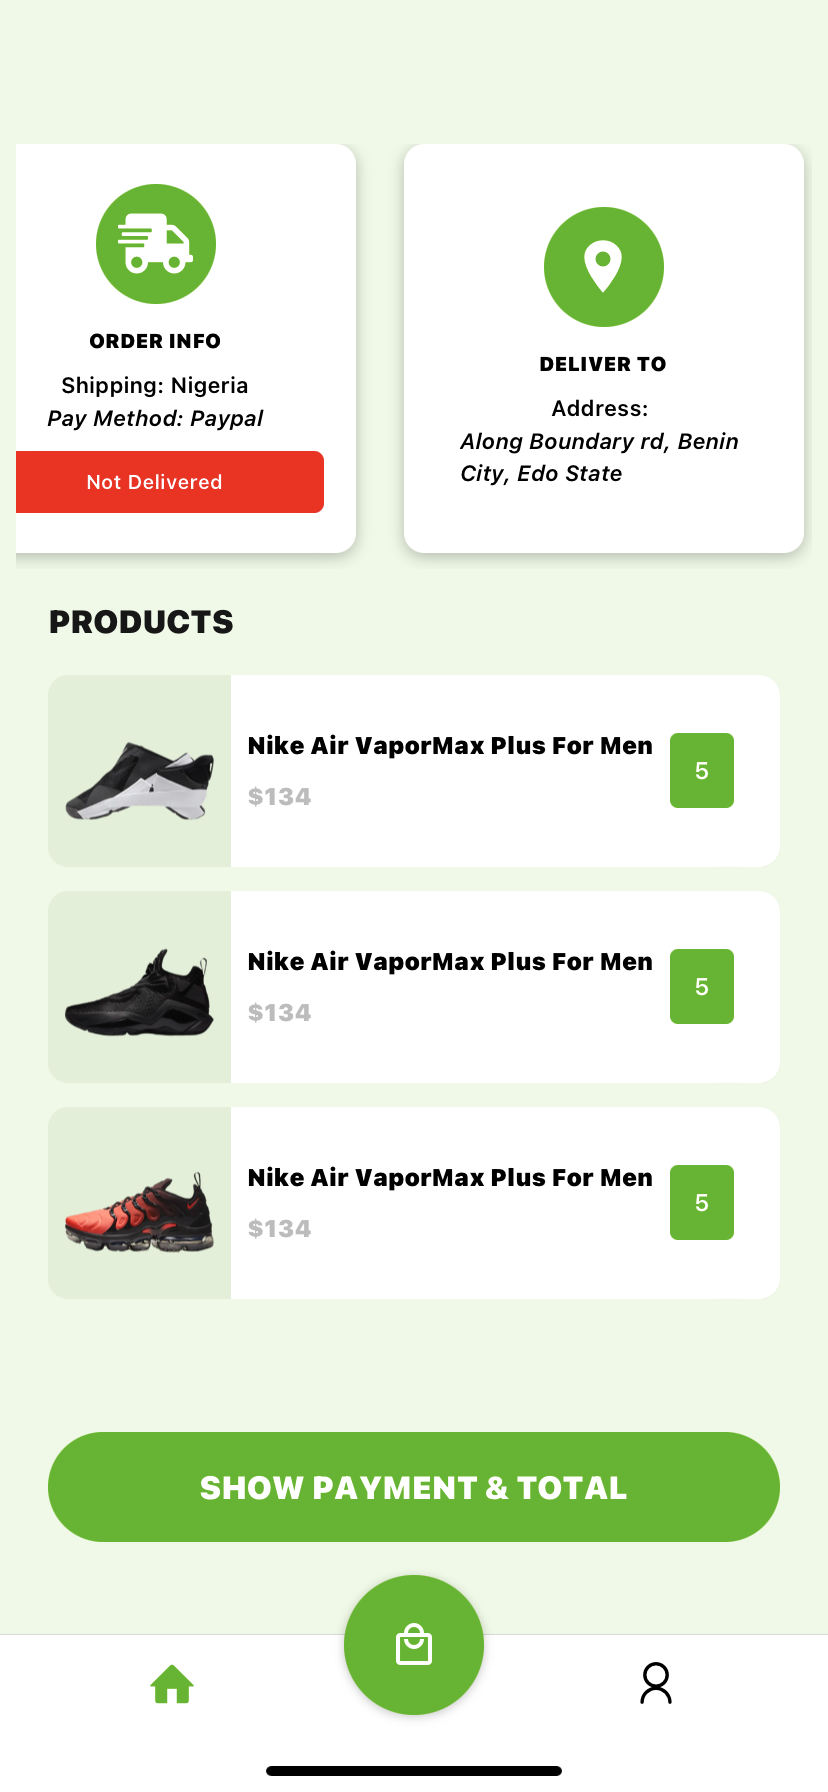 ORDER INFO
Shipping: Nigeria
Pay Method: Paypal
Not Delivered
DELIVER TO
Address:
Along Boundary rd, Benin
City, Edo State
PRODUCTS
Nike Air VaporMax Plus For Men
$134
5
Nike Air VaporMax Plus For Men
$134
5
Nike Air VaporMax Plus For Men
$134
5
SHOW PAYMENT & TOTAL